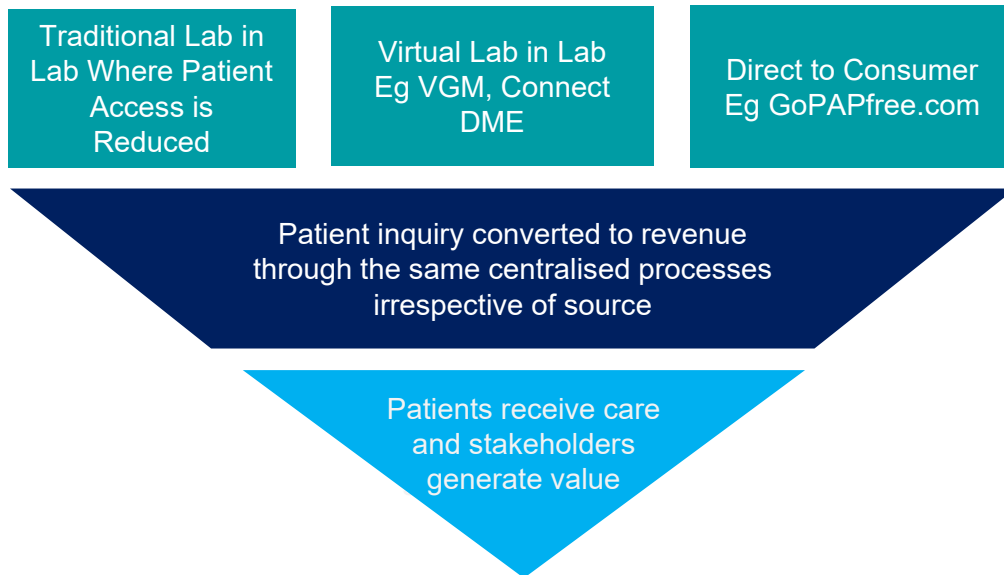 Traditional Lab in
Lab Where Patient
Access is
Reduced
Virtual Lab in Lab
Eg VGM, Connect
DME
Direct to Consumer
Eg GoPAPfree.com
Patient inquiry converted to revenue
through the same centralised processes
irrespective of source
Patients receive care
and stakeholders
generate value